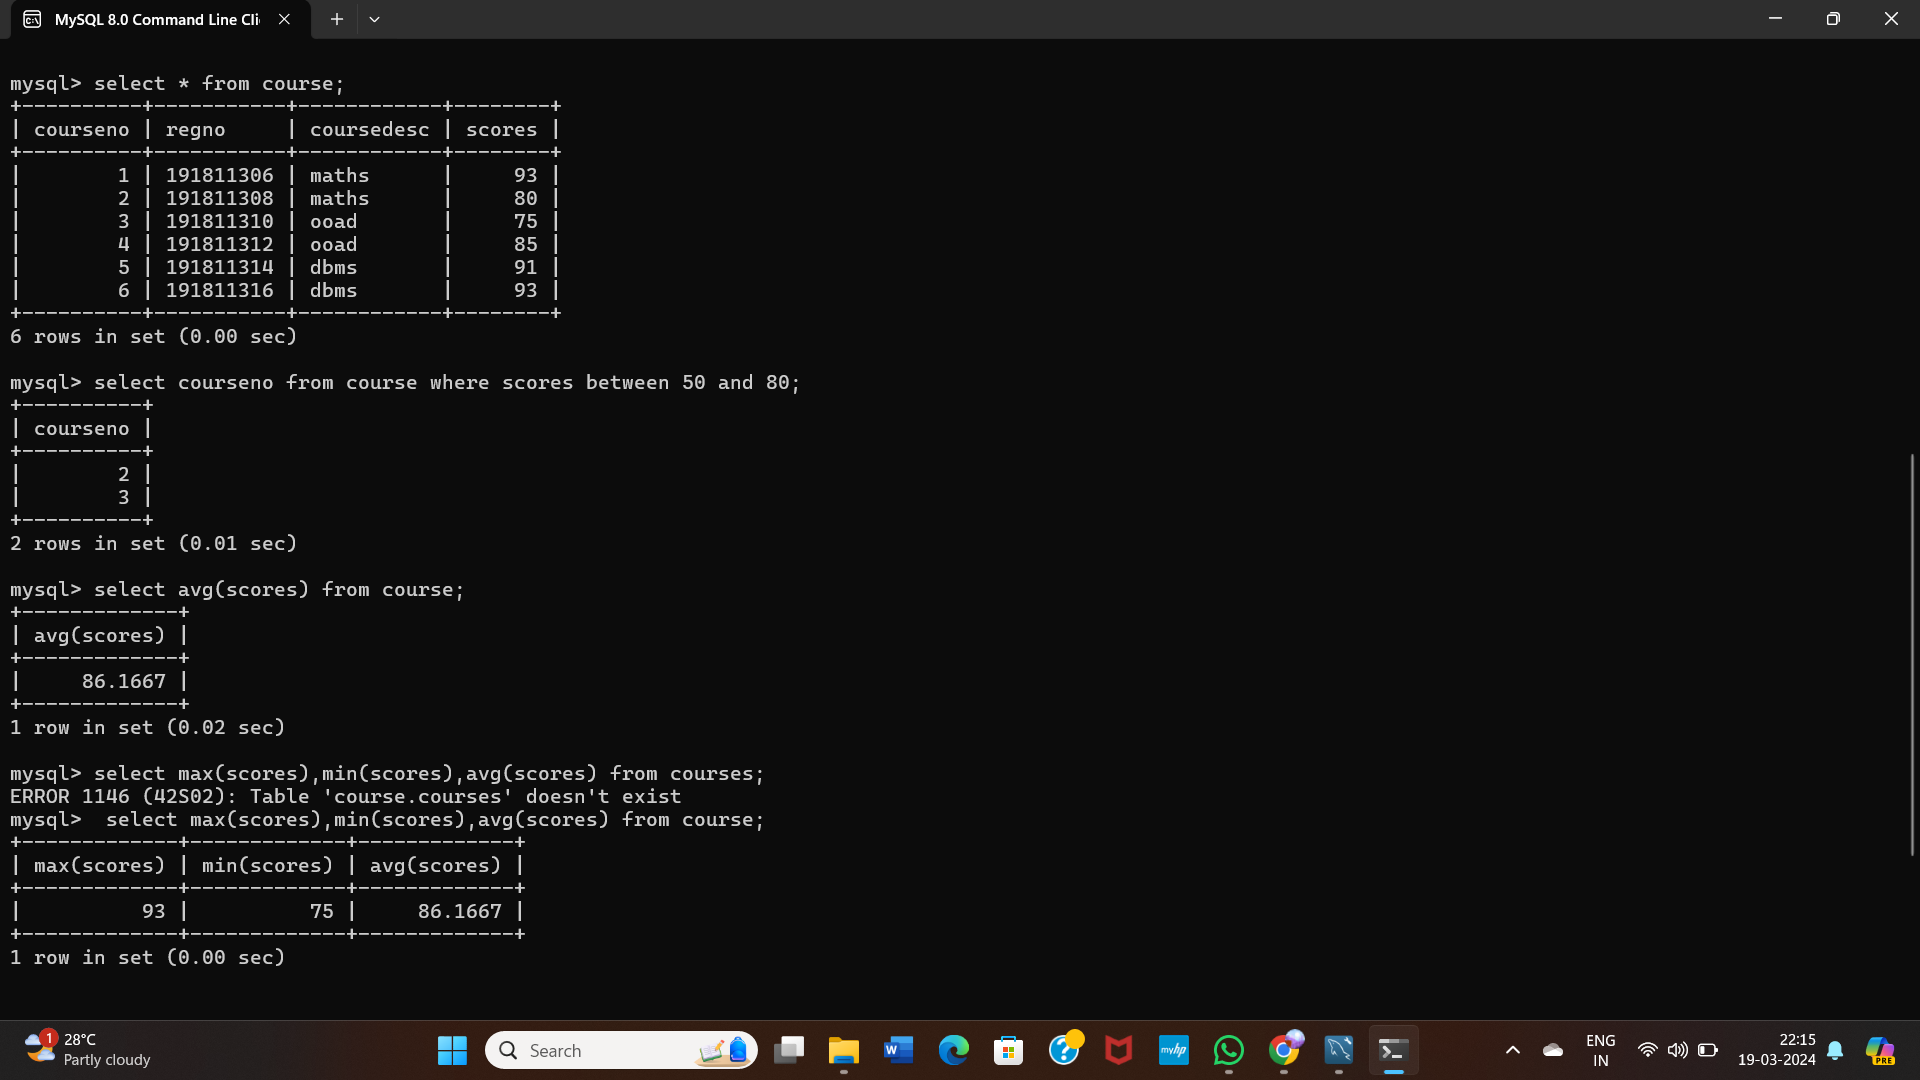 MySQL 8.0 Command Line Cli
mysql> select * from course;
+----------+-----------+------------+--------+
| courseno | regno     | coursedesc | scores |
+----------+-----------+------------+--------+
|        1 | 191811306 | maths      |     93 |
|        2 | 191811308 | maths      |     80 |
|        3 | 191811310 | ooad       |     75 |
|        4 | 191811312 | ooad       |     85 |
|        5 | 191811314 | dbms       |     91 |
|        6 | 191811316 | dbms       |     93 |
+----------+-----------+------------+--------+
6 rows in set (0.00 sec)
mysql> select courseno from course where scores between 50 and 80;
+----------+
| courseno |
+----------+
|        2 |
|        3 |
+----------+
2 rows in set (0.01 sec)
mysql> select avg(scores) from course;
+-------------+
| avg(scores) |
+-------------+
|     86.1667 |
+-------------+
1 row in set (0.02 sec)
mysql> select max(scores),min(scores),avg(scores) from courses;
ERROR 1146 (42S02): Table 'course.courses' doesn't exist
mysql>  select max(scores),min(scores),avg(scores) from course;
+-------------+-------------+-------------+
| max(scores) | min(scores) | avg(scores) |
+-------------+-------------+-------------+
|          93 |          75 |     86.1667 |
+-------------+-------------+-------------+
1 row in set (0.00 sec)
1
28°C
Partly cloudy
Search
W
myhp
ENG
IN
22:15
19-03-2024
PRE